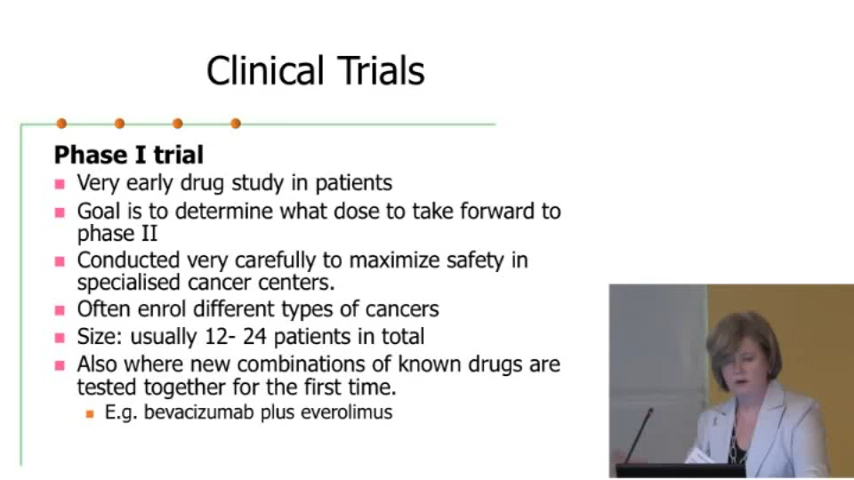 Clinical Trials
Phase I trial
Very early drug study in patients
Goal is to determine what dose to take forward to
phase II
Conducted very carefully to maximize safety in
specialised cancer centers.
Often enrol different types of cancers
Size: usually 12- 24 patients in total
Also where new combinations of known drugs are
tested together for the first time.
E.g. bevacizumab plus everolimus